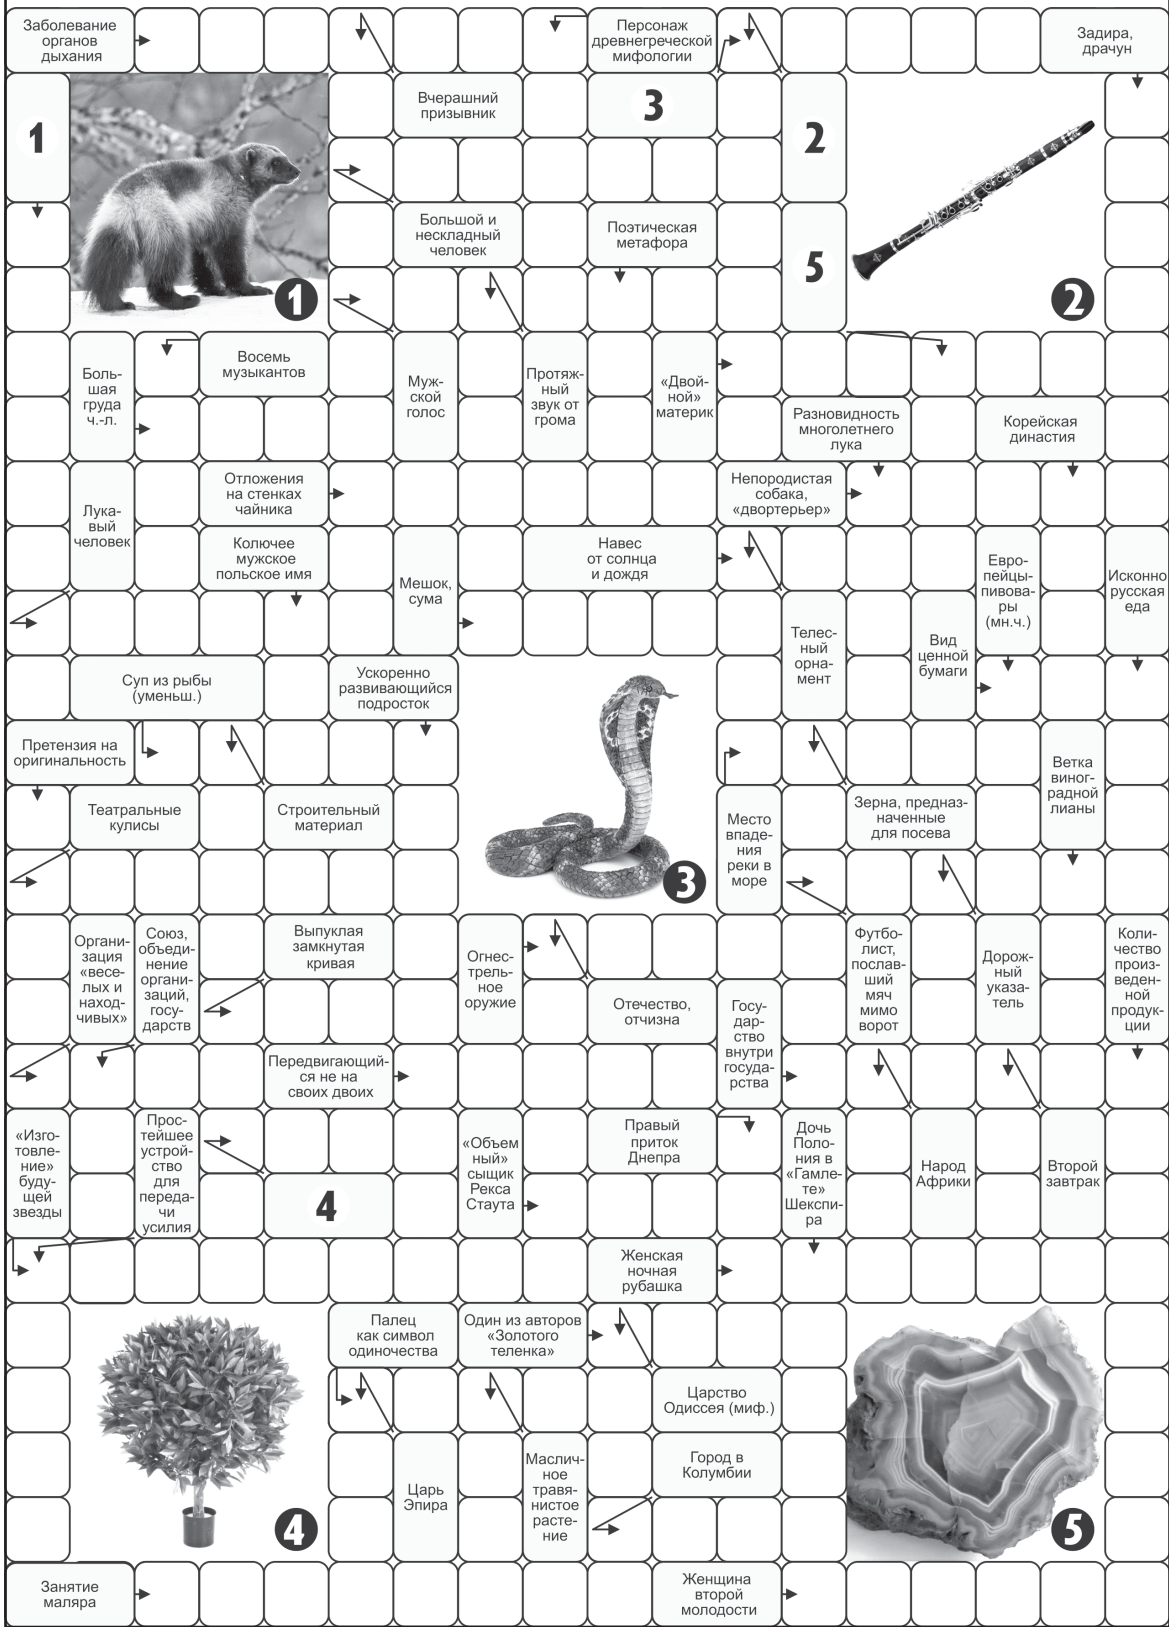 Заболевание
органов
дыхания
Персонаж
древнегреческой
мифологии
Задира,
драчун
1
Вчерашний
призывник
3
2
Большой и
нескладный
человек
Поэтическая
метафора
5
1
2
Боль-
шая
груда
ч.-л.
Восемь
музыкантов
Муж-
ской
голос
Протяж-
ный
звук от
грома
«Двой-
ной»
материк
Разновидность
многолетнего
лука
Корейская
династия
Лука-
вый
человек
Отложения
на стенках
чайника
Непородистая
собака,
«двортерьер»
Колючее
мужское
польское имя
Мешок,
сума
Навес
от солнца
и дождя
Евро-
пейцы-
пивова-
ры
(мн.ч.)
Исконно
русская
еда
Телес-
ный
орна-
мент
Вид
ценной
бумаги
Суп из рыбы
(уменьш.)
Ускоренно
развивающийся
подросток
Претензия на
оригинальность
Ветка
виног-
радной
лианы
Театральные
кулисы
Строительный
материал
3
Место
впаде-
ния
реки в
море
Зерна, предназ-
наченные
для посева
Органи-
зация
«весе-
лых и
наход-
чивых»
Союз,
объеди-
нение
органи-
заций,
госу-
дарств
Выпуклая
замкнутая
кривая
Огнес-
трель-
ное
оружие
Отечество,
отчизна
Госу-
дар-
ство
внутри
госуда-
рства
Футбо-
лист,
послав-
ший
мяч
мимо
ворот
Дорож-
ный
указа-
тель
Коли-
чество
произ-
веден-
ной
продук-
ции
Передвигающий-
ся не на
своих двоих
«Изго-
товле-
ние»
буду-
щей
звезды
Прос-
тейшее
устрой-
ство
для
переда-
чи
усилия
4
«Объем
ный»
сыщик
Рекса
Стаута
Правый
приток
Днепра
Дочь
Поло-
ния в
«Гамле-
те»
Шекспи-
ра
Народ
Африки
Второй
завтрак
Женская
ночная
рубашка
Палец
как символ
одиночества
Один из авторов
«Золотого
теленка»
Царство
Одиссея (миф.)
Царь
Эпира
Маслич-
ное
травя-
нистое
расте-
ние
Город в
Колумбии
4
5
Занятие
маляра
Женщина
второй
молодости